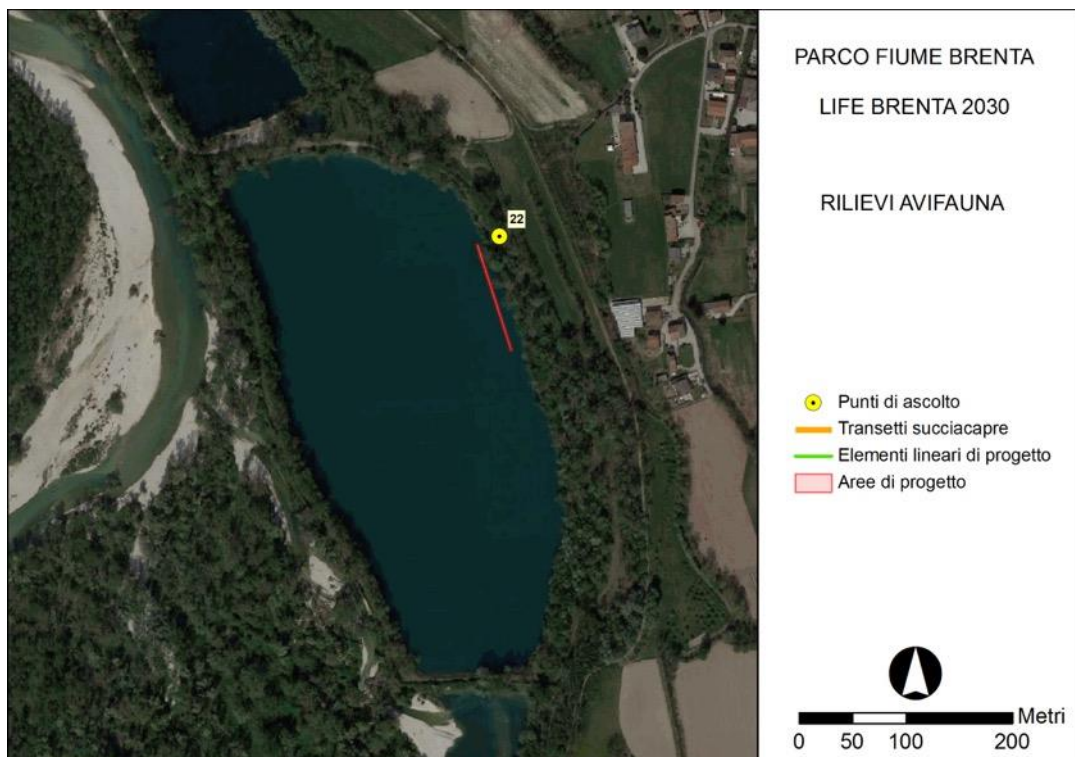 22
PARCO FIUME BRENTA
LIFE BRENTA 2030
RILIEVI AVIFAUNA
Punti di ascolto
Transetti succiacapre
Elementi lineari di progetto
Aree di progetto
Metri
0 50 100 200